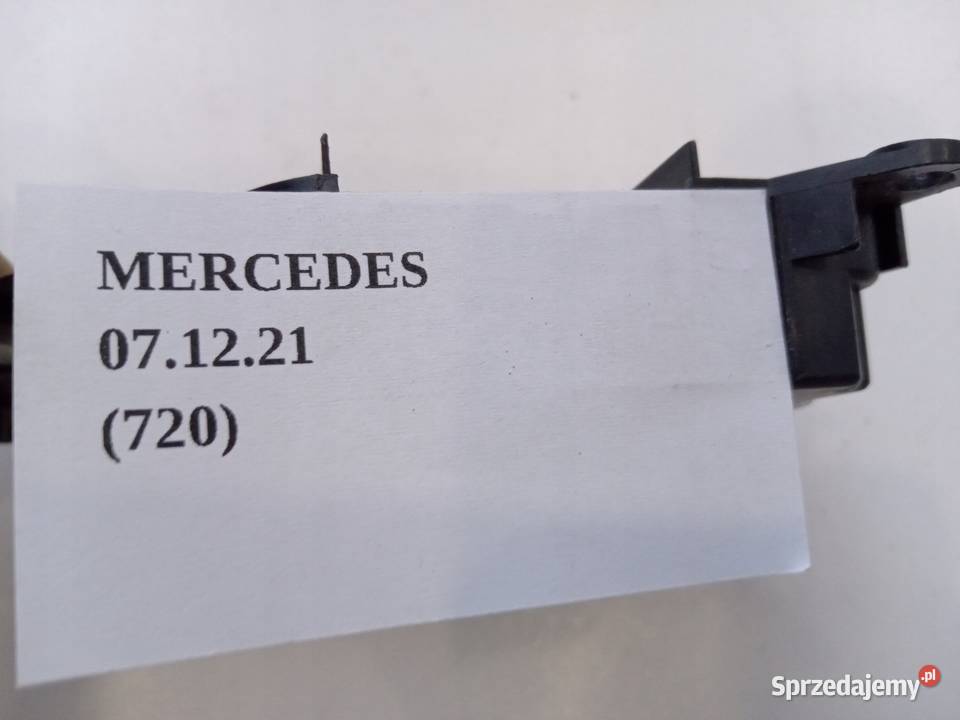 MERCEDES
07.12.21
(720)
Sprzedajemy.pl